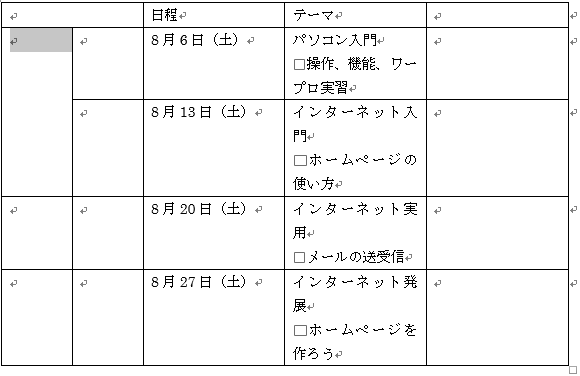 日程 テーマ
8月6日（土） パソコン入門
□操作、機能、ワー
プロ実習
8月13日（土） インターネット入
門
□ホームページの
使い方
8月20日（土） インターネット実
用
□メールの送受信
8月27日（土） インターネット発
展
□ホームページを
作ろう